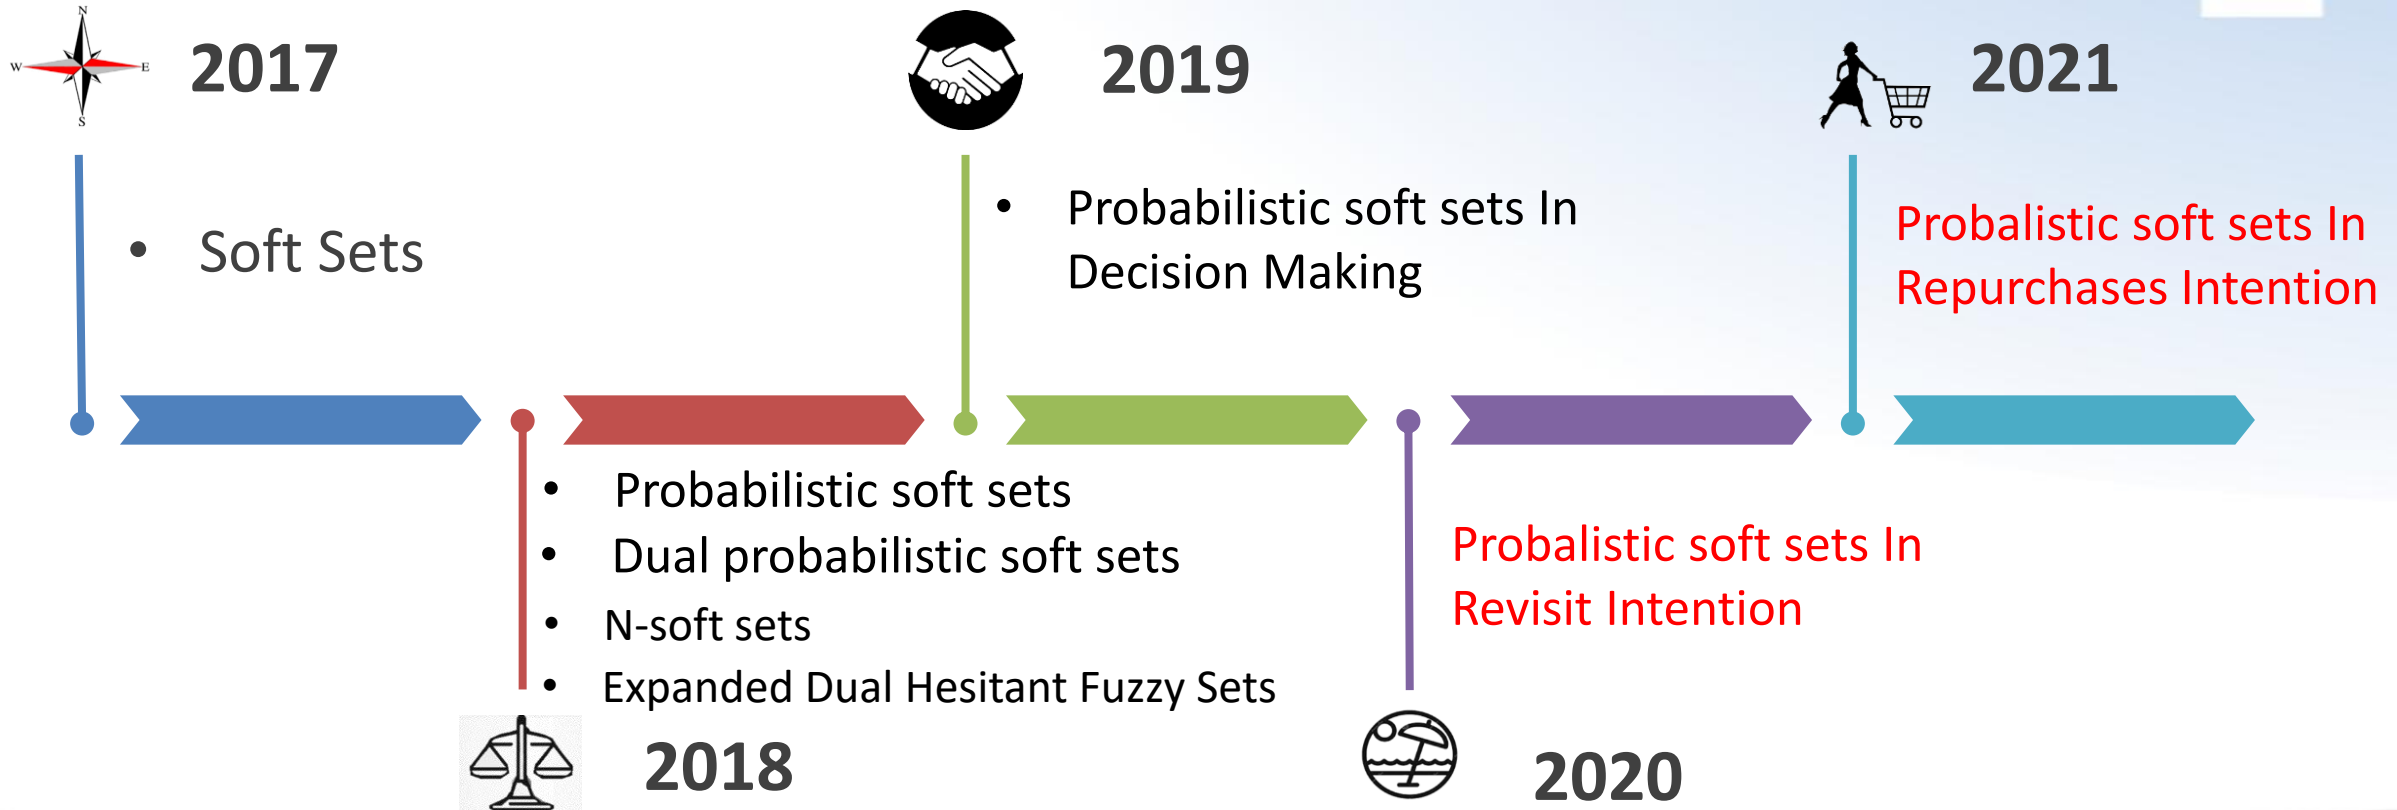 N
W
E
S
2017
• Soft Sets
2019
• Probabilistic soft sets In
Decision Making
2021
Probalistic soft sets In
Repurchases Intention
• Probabilistic soft sets
• Dual probabilistic soft sets
• N-soft sets
• Expanded Dual Hesitant Fuzzy Sets
2018
Probalistic soft sets In
Revisit Intention
2020